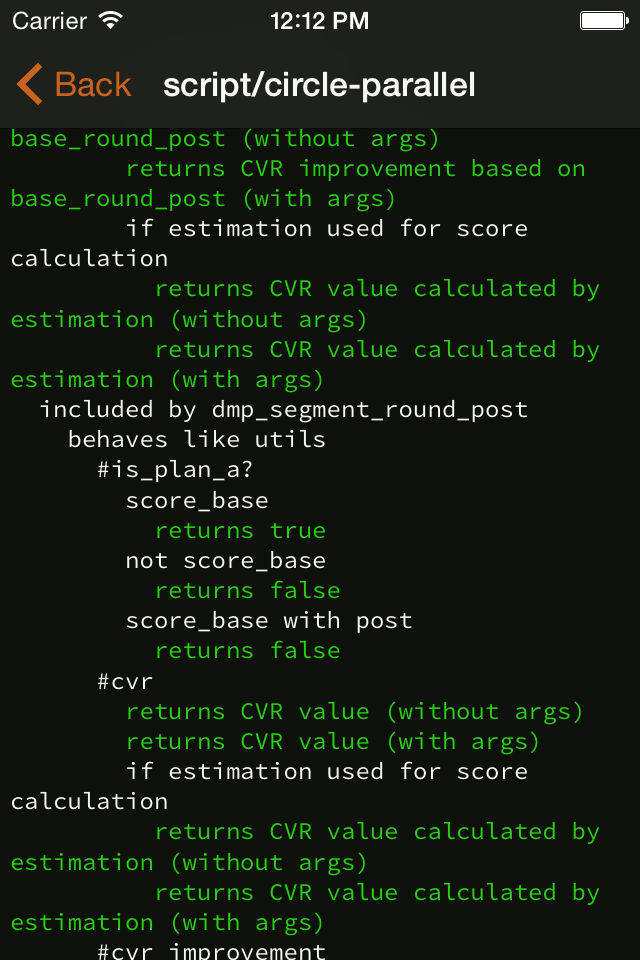 Carrier 12:12 PM
Back script/circle-parallel
base_round_post (without args)
returns CVR improvement based on
base_round_post (with args)
if estimation used for score
calculation
returns CVR value calculated by
estimation (without args)
returns CVR value calculated by
estimation (with args)
included by dmp_segment_round_post
behaves like utils
#is_plan_a?
score_base
returns true
not score_base
returns false
score_base with post
returns false
#cvr
returns CVR value (without args)
returns CVR value (with args)
if estimation used for score
calculation
returns CVR value calculated by
estimation (without args)
returns CVR value calculated by
estimation (with args)
#cvr_improvement